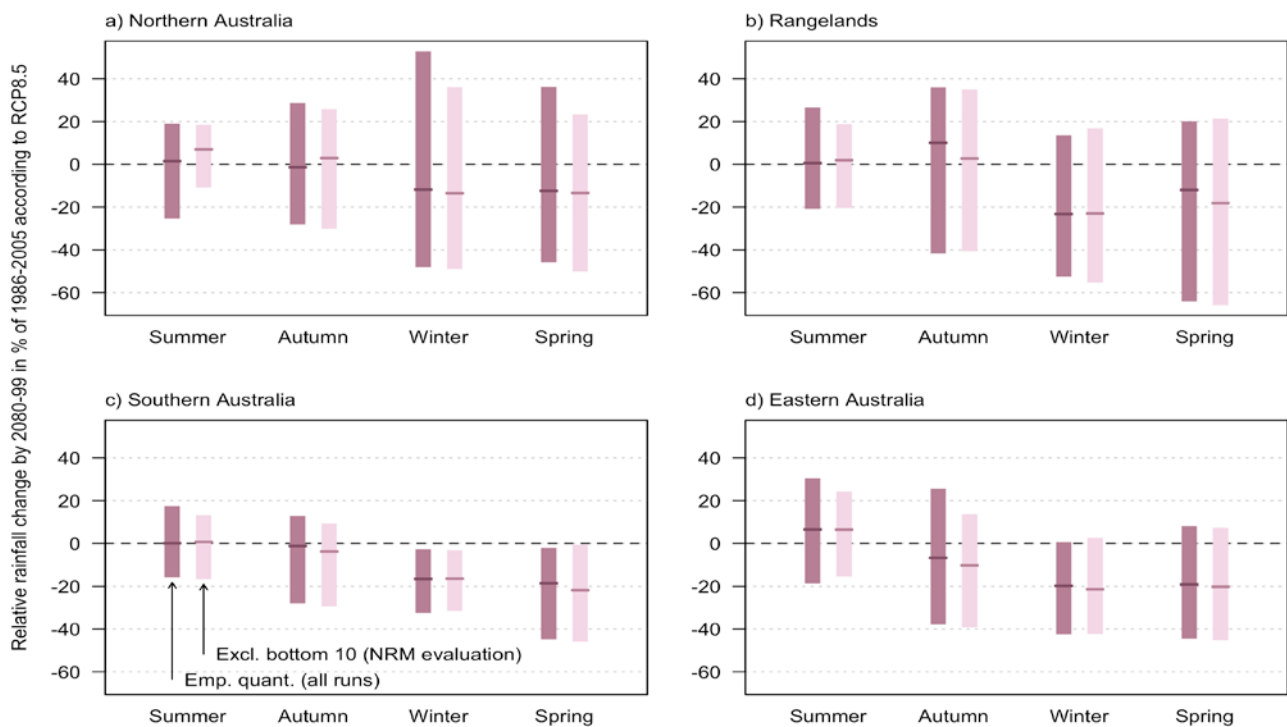 Relative rainfall change by 2080-99 in % of 1986-2005 according to RCP8.5
a) Northern Australia
40
20
0
-20
-40
-60
Summer Autumn Winter Spring
b) Rangelands
40
20
0
-20
-40
-60
Summer Autumn Winter Spring
c) Southern Australia
40
20
0
-20
-40
-60
Excl. bottom 10 (NRM evaluation)
Emp. quant. (all runs)
Summer Autumn Winter Spring
d) Eastern Australia
40
20
0
-20
-40
-60
Summer Autumn Winter Spring